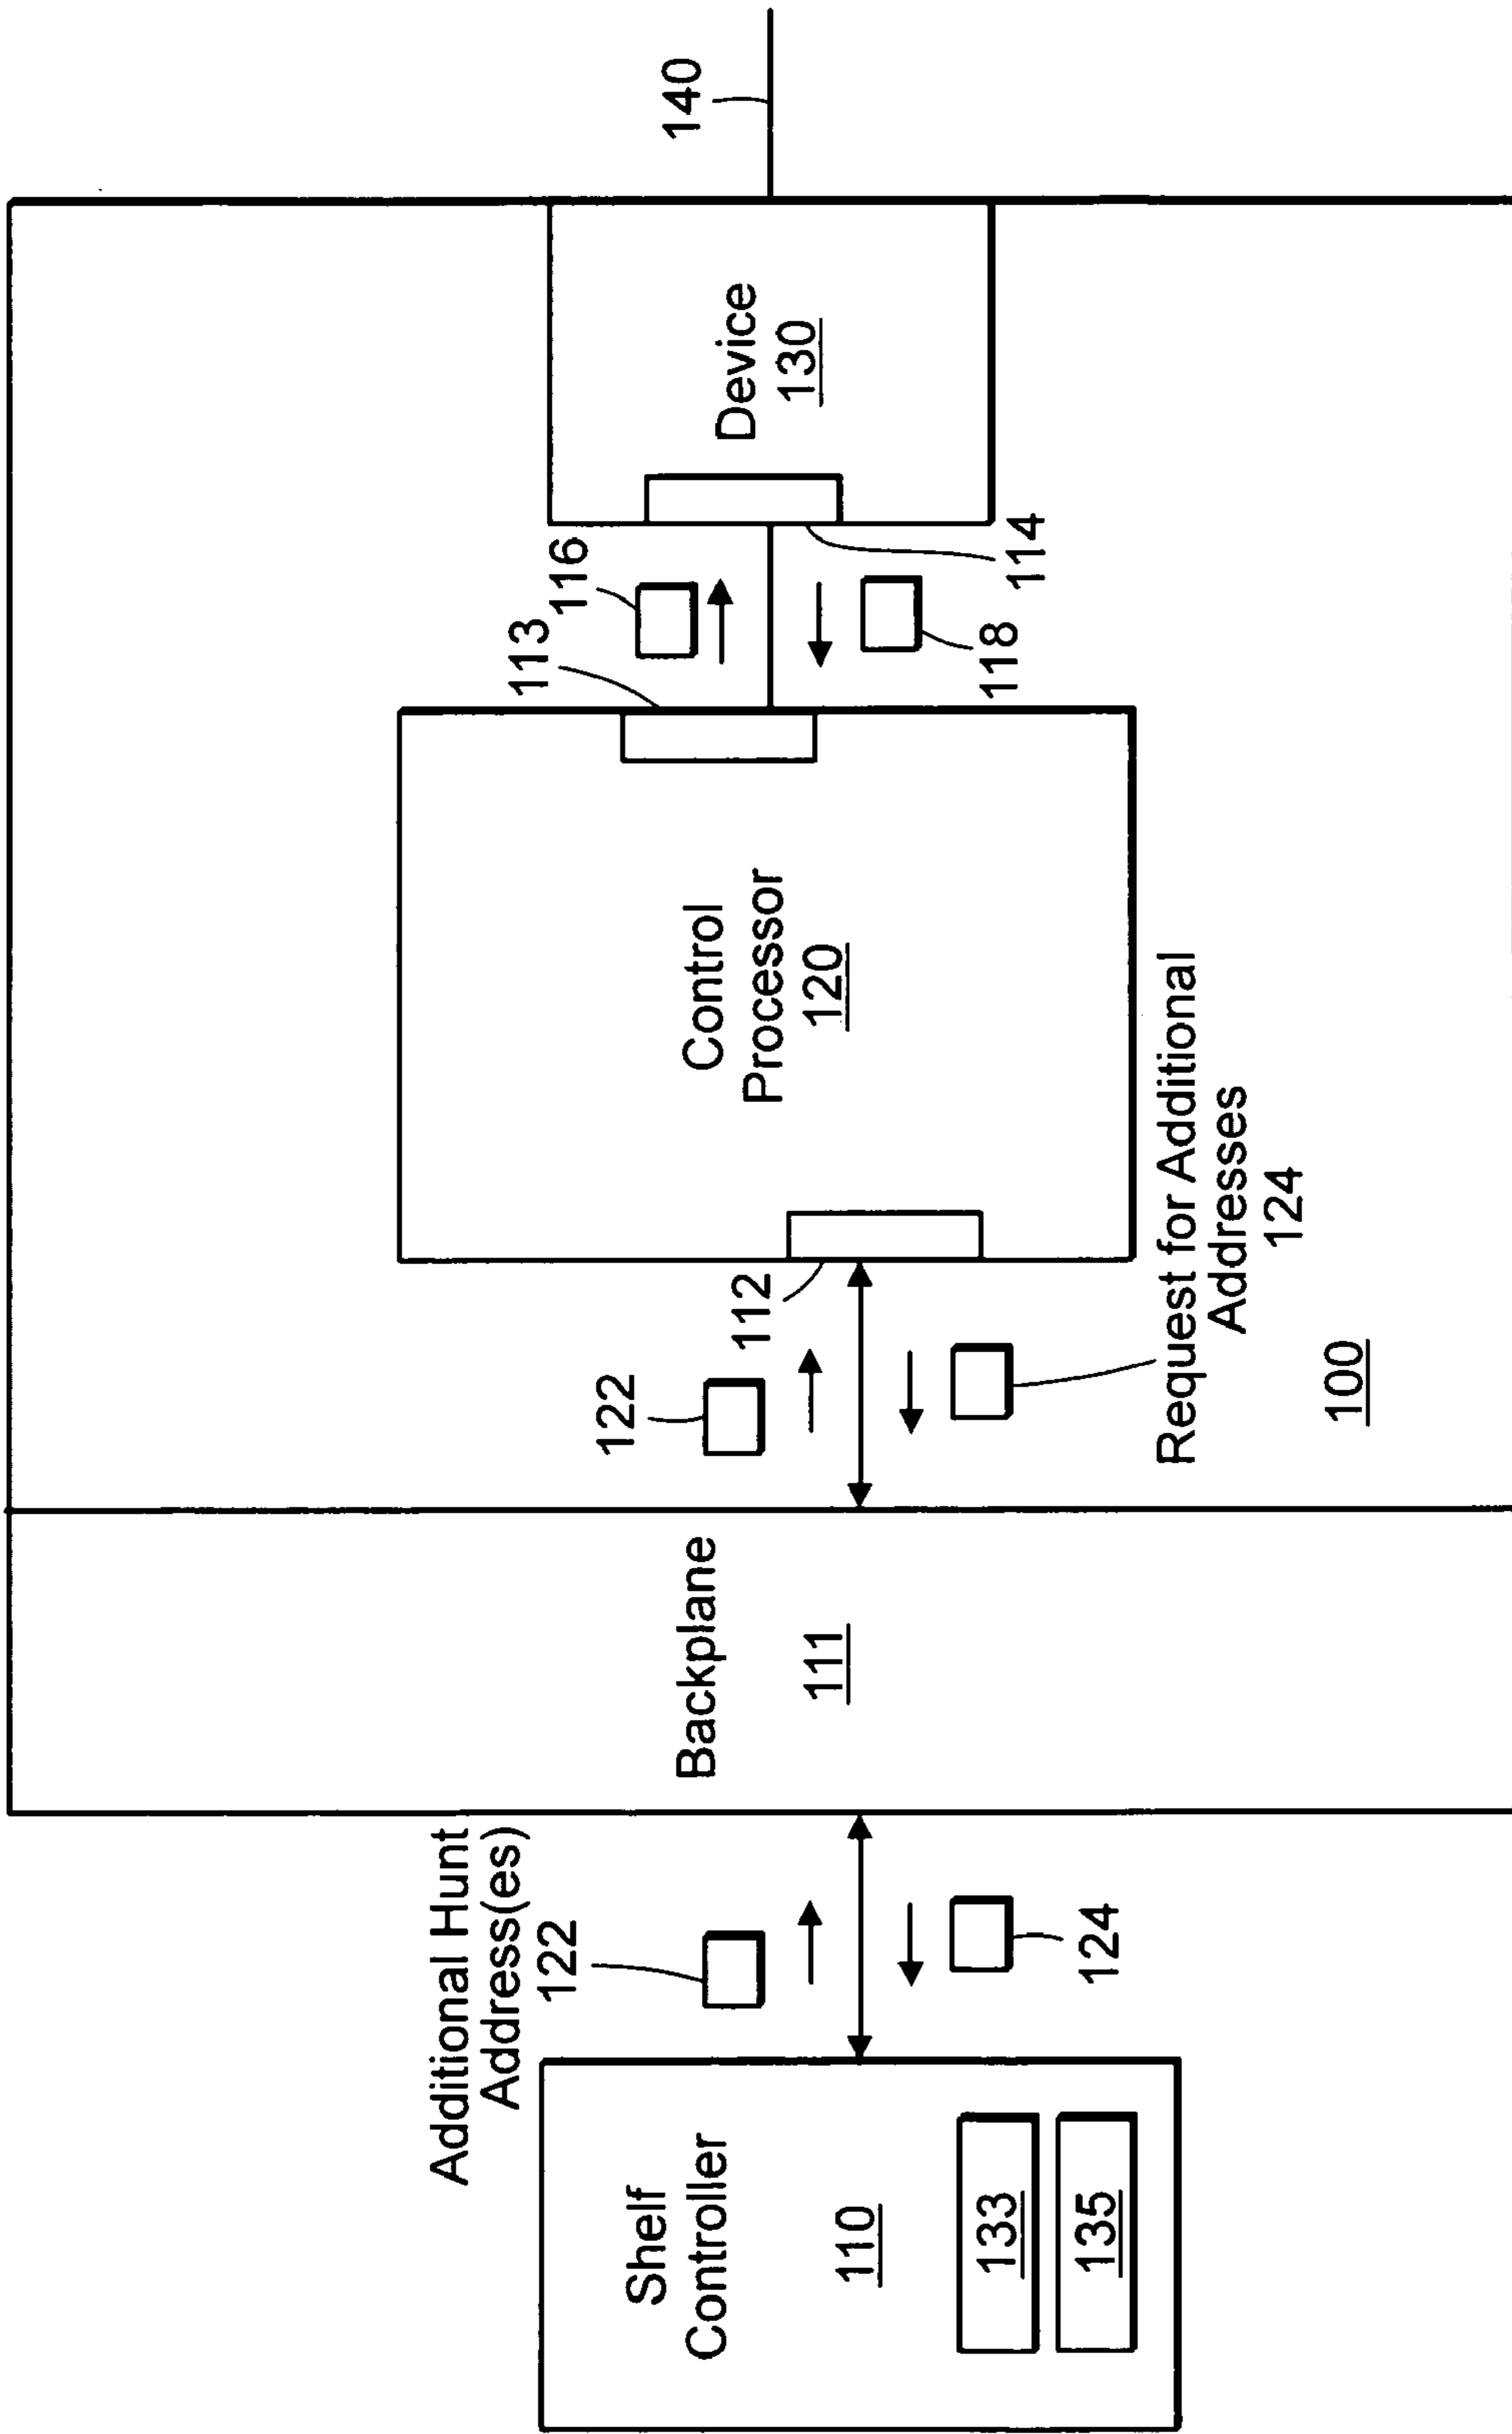 140
Device
130
116
114
113
118
Control
Processor
120
112
122
Request for Additional
Addresses
124
100
Backplane
111
Additional Hunt
Address(es)
122
124
Shelf
Controller
110
133
135